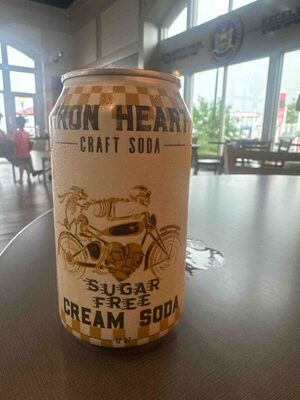 IRON HEART
CRAFT SODA
SUGAR
FREE
CREAM SODA
12 OZ